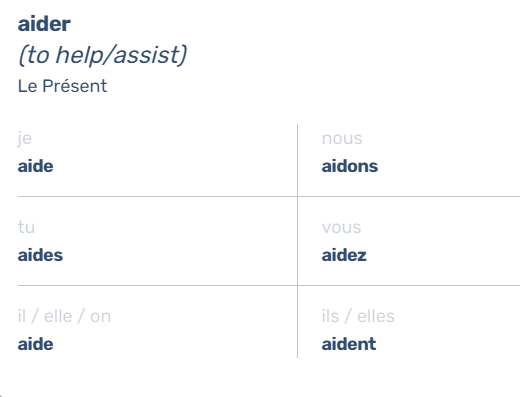 aider
(to help/assist)
Le Présent
je
aide
nous
aidons
tu
aides
vous
aidez
il / elle / on
aide
ils / elles
aident